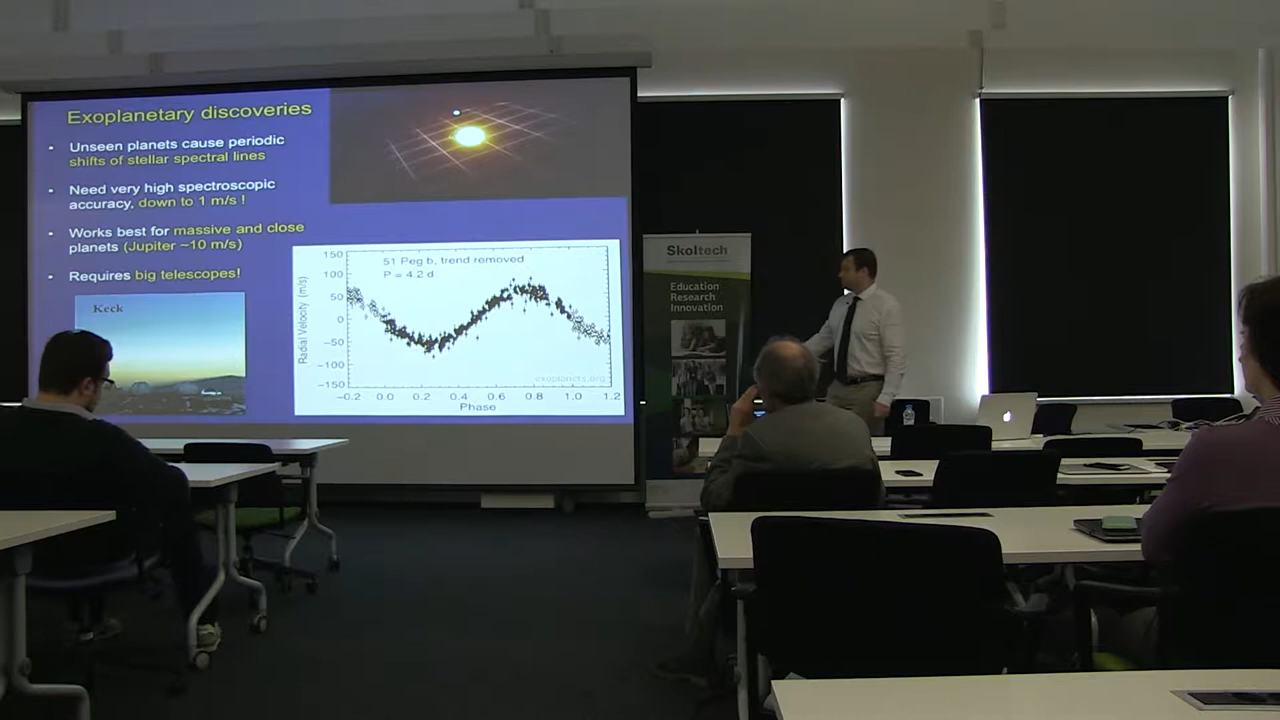 Exoplanetary discoveries
• Unseen planets cause periodic
shifts of stellar spectral lines
• Need very high spectroscopic
accuracy, down to 1 m/s !
• Works best for massive and close
planets (Jupiter ~10 m/s)
• Requires big telescopes!
Keck
51 Peg b, trend removed
P = 4.2 d
Radial Velocity (m/s)
150
100
50
0
−50
−100
−150
exoplanets.org
−0.2 0.0 0.2 0.4 0.6 0.8 1.0 1.2
Phase
Skoltech
Education
Research
Innovation